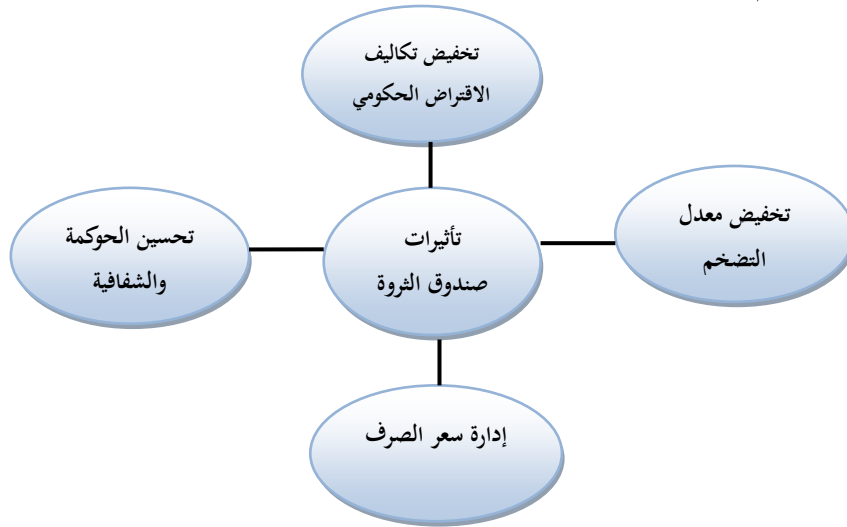 تخفيض تكاليف
الاقتراض الحكومي
تخفيض معدل
التضخم
تأثيرات
صندوق الثروة
تحسين الحوكمة
والشفافية
إدارة سعر الصرف